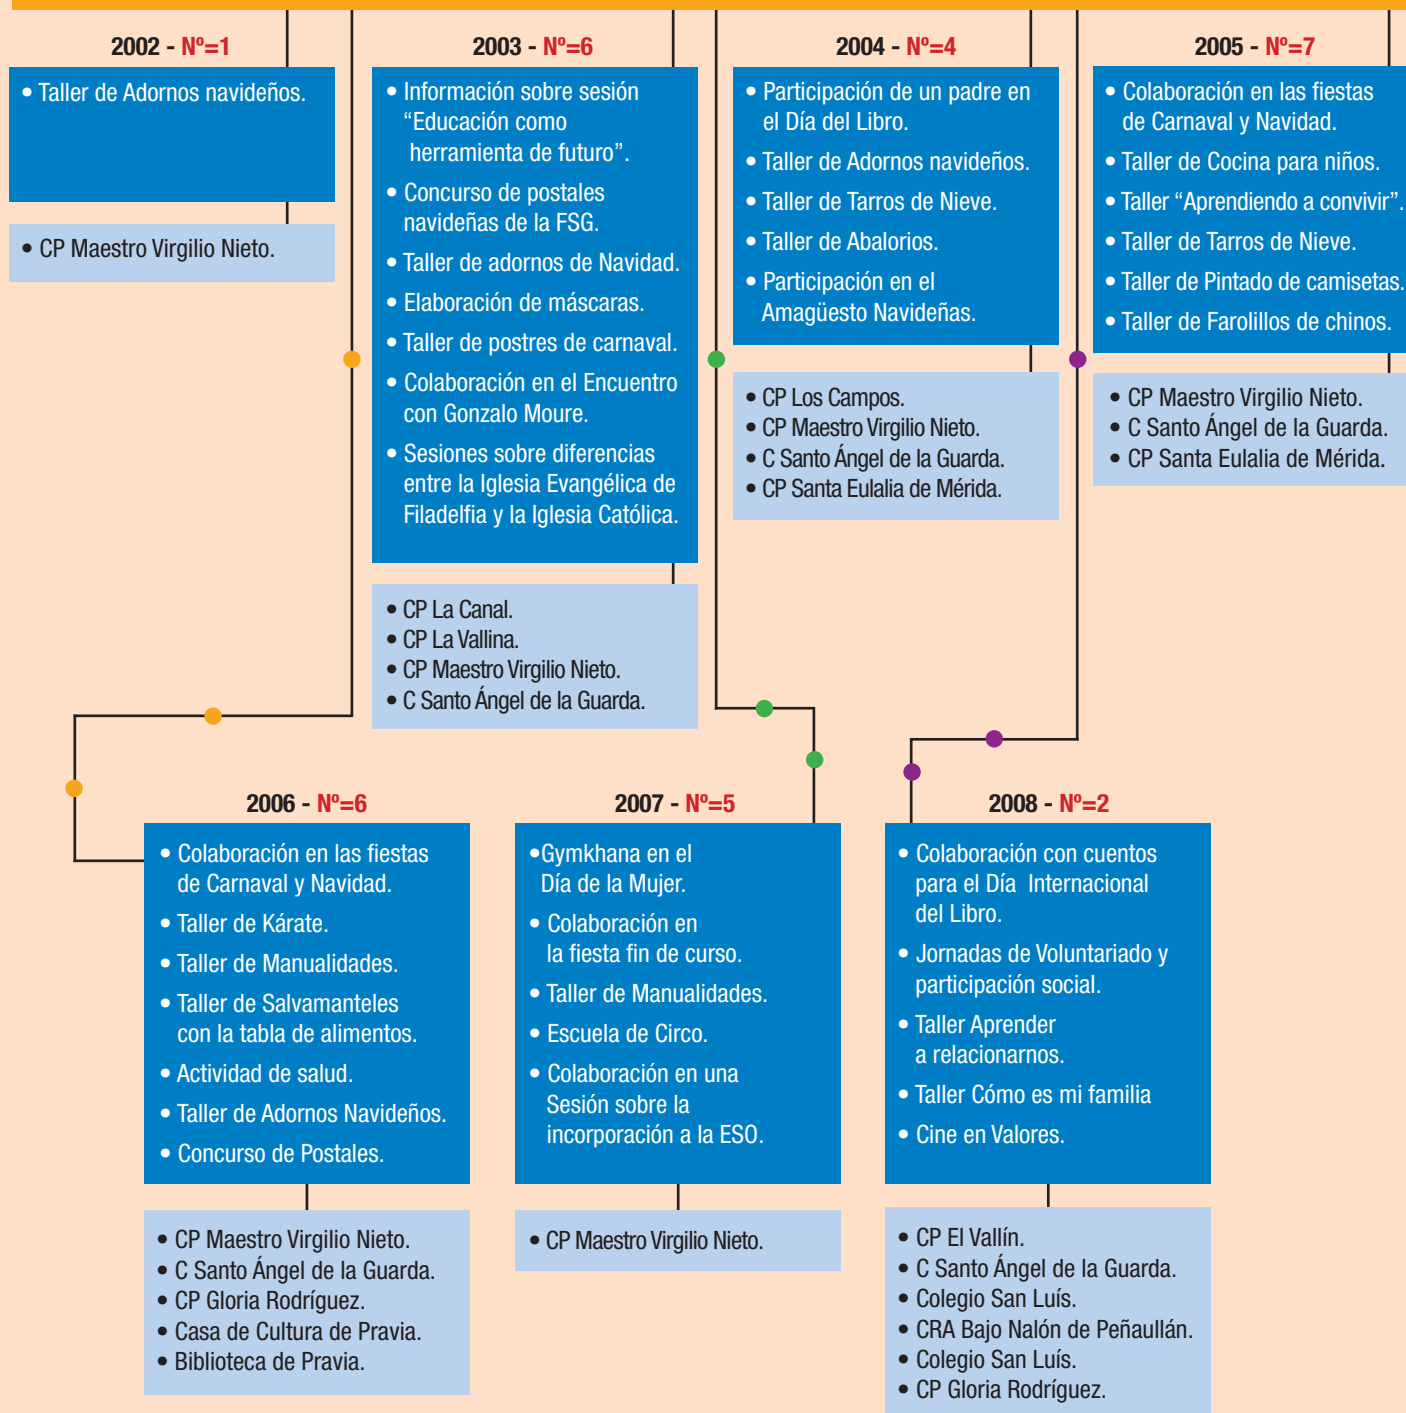 2002 - Nº=1
• Taller de Adornos navideños.
• CP Maestro Virgilio Nieto.
2003 - Nº=6
• Información sobre sesión
“Educación como
herramienta de futuro”.
• Concurso de postales
navideñas de la FSG.
• Taller de adornos de Navidad.
• Elaboración de máscaras.
• Taller de postres de carnaval.
• Colaboración en el Encuentro
con Gonzalo Moure.
• Sesiones sobre diferencias
entre la Iglesia Evangélica de
Filadelfia y la Iglesia Católica.
• CP La Canal.
• CP La Vallina.
• CP Maestro Virgilio Nieto.
• C Santo Ángel de la Guarda.
2004 - Nº=4
• Participación de un padre en
el Día del Libro.
• Taller de Adornos navideños.
• Taller de Tarros de Nieve.
• Taller de Abalorios.
• Participación en el
Amagüesto Navideñas.
• CP Los Campos.
• CP Maestro Virgilio Nieto.
• C Santo Ángel de la Guarda.
• CP Santa Eulalia de Mérida.
2005 - Nº=7
• Colaboración en las fiestas
de Carnaval y Navidad.
• Taller de Cocina para niños.
• Taller “Aprendiendo a convivir”.
• Taller de Tarros de Nieve.
• Taller de Pintado de camisetas.
• Taller de Farolillos de chinos.
• CP Maestro Virgilio Nieto.
• C Santo Ángel de la Guarda.
• CP Santa Eulalia de Mérida.
2006 - Nº=6
• Colaboración en las fiestas
de Carnaval y Navidad.
• Taller de Kárate.
• Taller de Manualidades.
• Taller de Salvamanteles
con la tabla de alimentos.
• Actividad de salud.
• Taller de Adornos Navideños.
• Concurso de Postales.
• CP Maestro Virgilio Nieto.
• C Santo Ángel de la Guarda.
• CP Gloria Rodríguez.
• Casa de Cultura de Pravia.
• Biblioteca de Pravia.
2007 - Nº=5
•Gymkhana en el
Día de la Mujer.
• Colaboración en
la fiesta fin de curso.
• Taller de Manualidades.
• Escuela de Circo.
• Colaboración en una
Sesión sobre la
incorporación a la ESO.
• CP Maestro Virgilio Nieto.
2008 - Nº=2
• Colaboración con cuentos
para el Día Internacional
del Libro.
• Jornadas de Voluntariado y
participación social.
• Taller Aprender
a relacionarnos.
• Taller Cómo es mi familia
• Cine en Valores.
• CP El Vallín.
• C Santo Ángel de la Guarda.
• Colegio San Luís.
• CRA Bajo Nalón de Peñaullán.
• Colegio San Luís.
• CP Gloria Rodríguez.